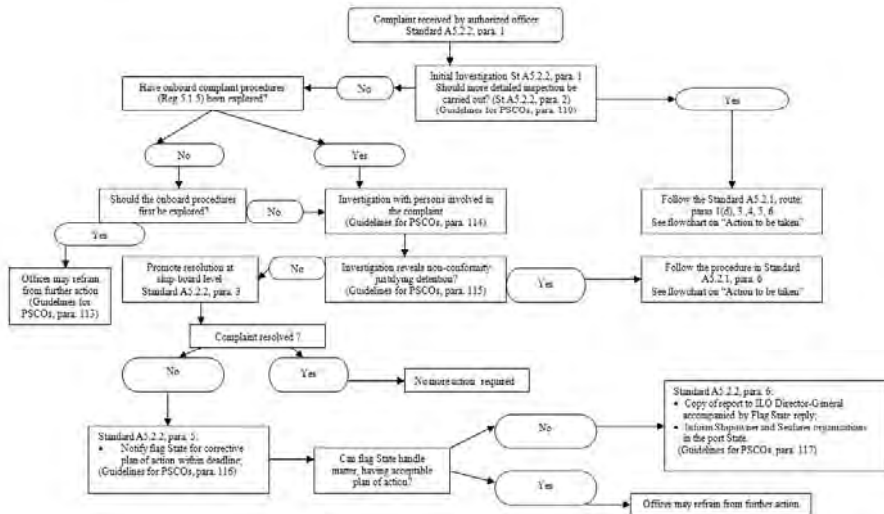 Complaint received by authorized officer
Standard A5.2.2, para. 1
Initial Investigation St A5.2.2, para. 1
Should more detailed inspection be
carried out? (St A5.2.2, para. 2)
(Guidelines for PSCOs, para. 110)
No
Have onboard complaint procedures
(Reg 5.1.5) been explored?
Yes
No
Yes
Should the onboard procedures
first be explored?
No
Investigation with persons involved in
the complaint
(Guidelines for PSCOs, para. 114)
Follow the Standard A5.2.1, route;
paras 1(d), 3, 4, 5, 6
See flowchart on "Action to be taken"
Yes
Officer may refrain
from further action
(Guidelines for
PSCOs, para. 113)
Promote resolution at
ship-board level
Standard A5.2.2, para. 3
No
Investigation reveals non-conformity
justifying detention?
(Guidelines for PSCOs, para. 115)
Yes
Follow the procedure in Standard
A5.2.1, para. 6
See flowchart on "Action to be taken"
Complaint resolved ?
No
Yes
No more action required
Standard A5.2.2, para. 5:
• Notify flag State for corrective
plan of action within deadline;
(Guidelines for PSCOs, para. 116)
Can flag State handle
matter, having acceptable
plan of action?
No
Yes
Standard A5.2.2, para. 6:
• Copy of report to ILO Director-General
accompanied by Flag State reply;
• Inform Shipowner and Seafarer organizations
in the port State.
(Guidelines for PSCOs, para. 117)
Officer may refrain from further action.